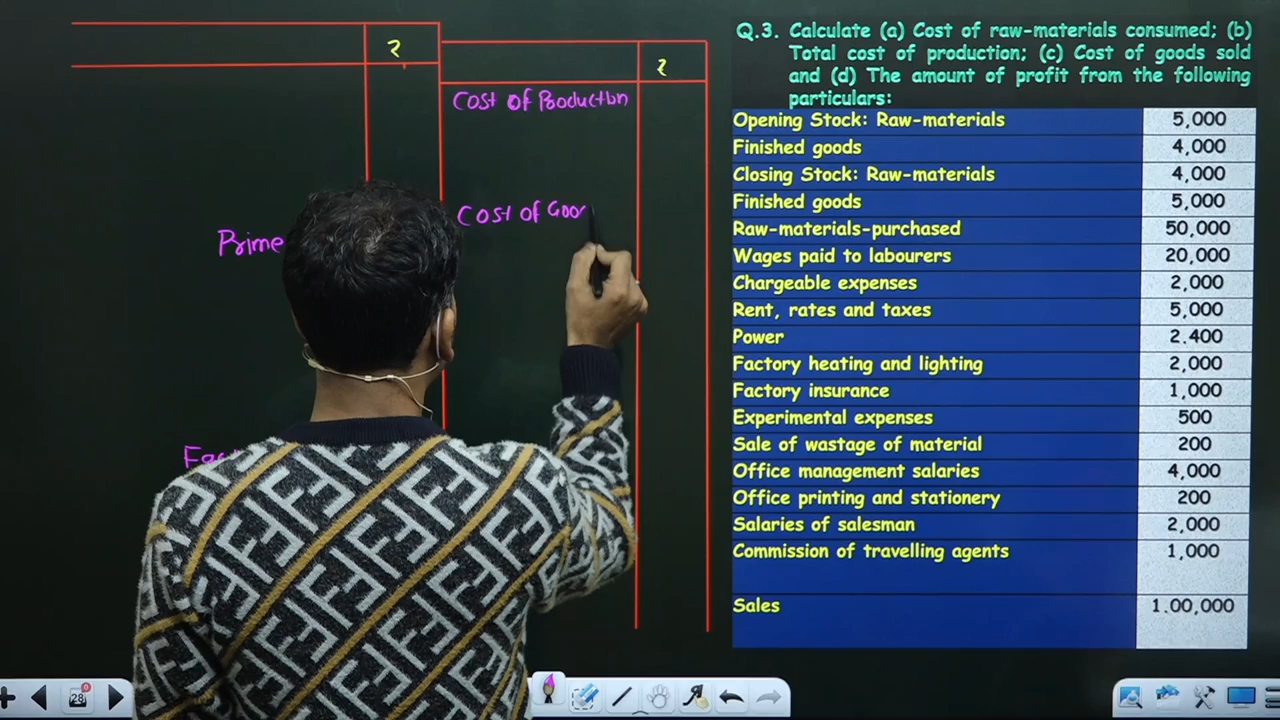 ₹
₹
Cost of Production
Cost of Goo
Prime
Q.3. Calculate (a) Cost of raw-materials consumed; (b)
Total cost of production; (c) Cost of goods sold
and (d) The amount of profit from the following
particulars:
Opening Stock: Raw-materials 5,000
Finished goods 4,000
Closing Stock: Raw-materials 4,000
Finished goods 5,000
Raw-materials-purchased 50,000
Wages paid to labourers 20,000
Chargeable expenses 2,000
Rent, rates and taxes 5,000
Power 2.400
Factory heating and lighting 2,000
Factory insurance 1,000
Experimental expenses 500
Sale of wastage of material 200
Office management salaries 4,000
Office printing and stationery 200
Salaries of salesman 2,000
Commission of travelling agents 1,000
Sales 1.00,000
28